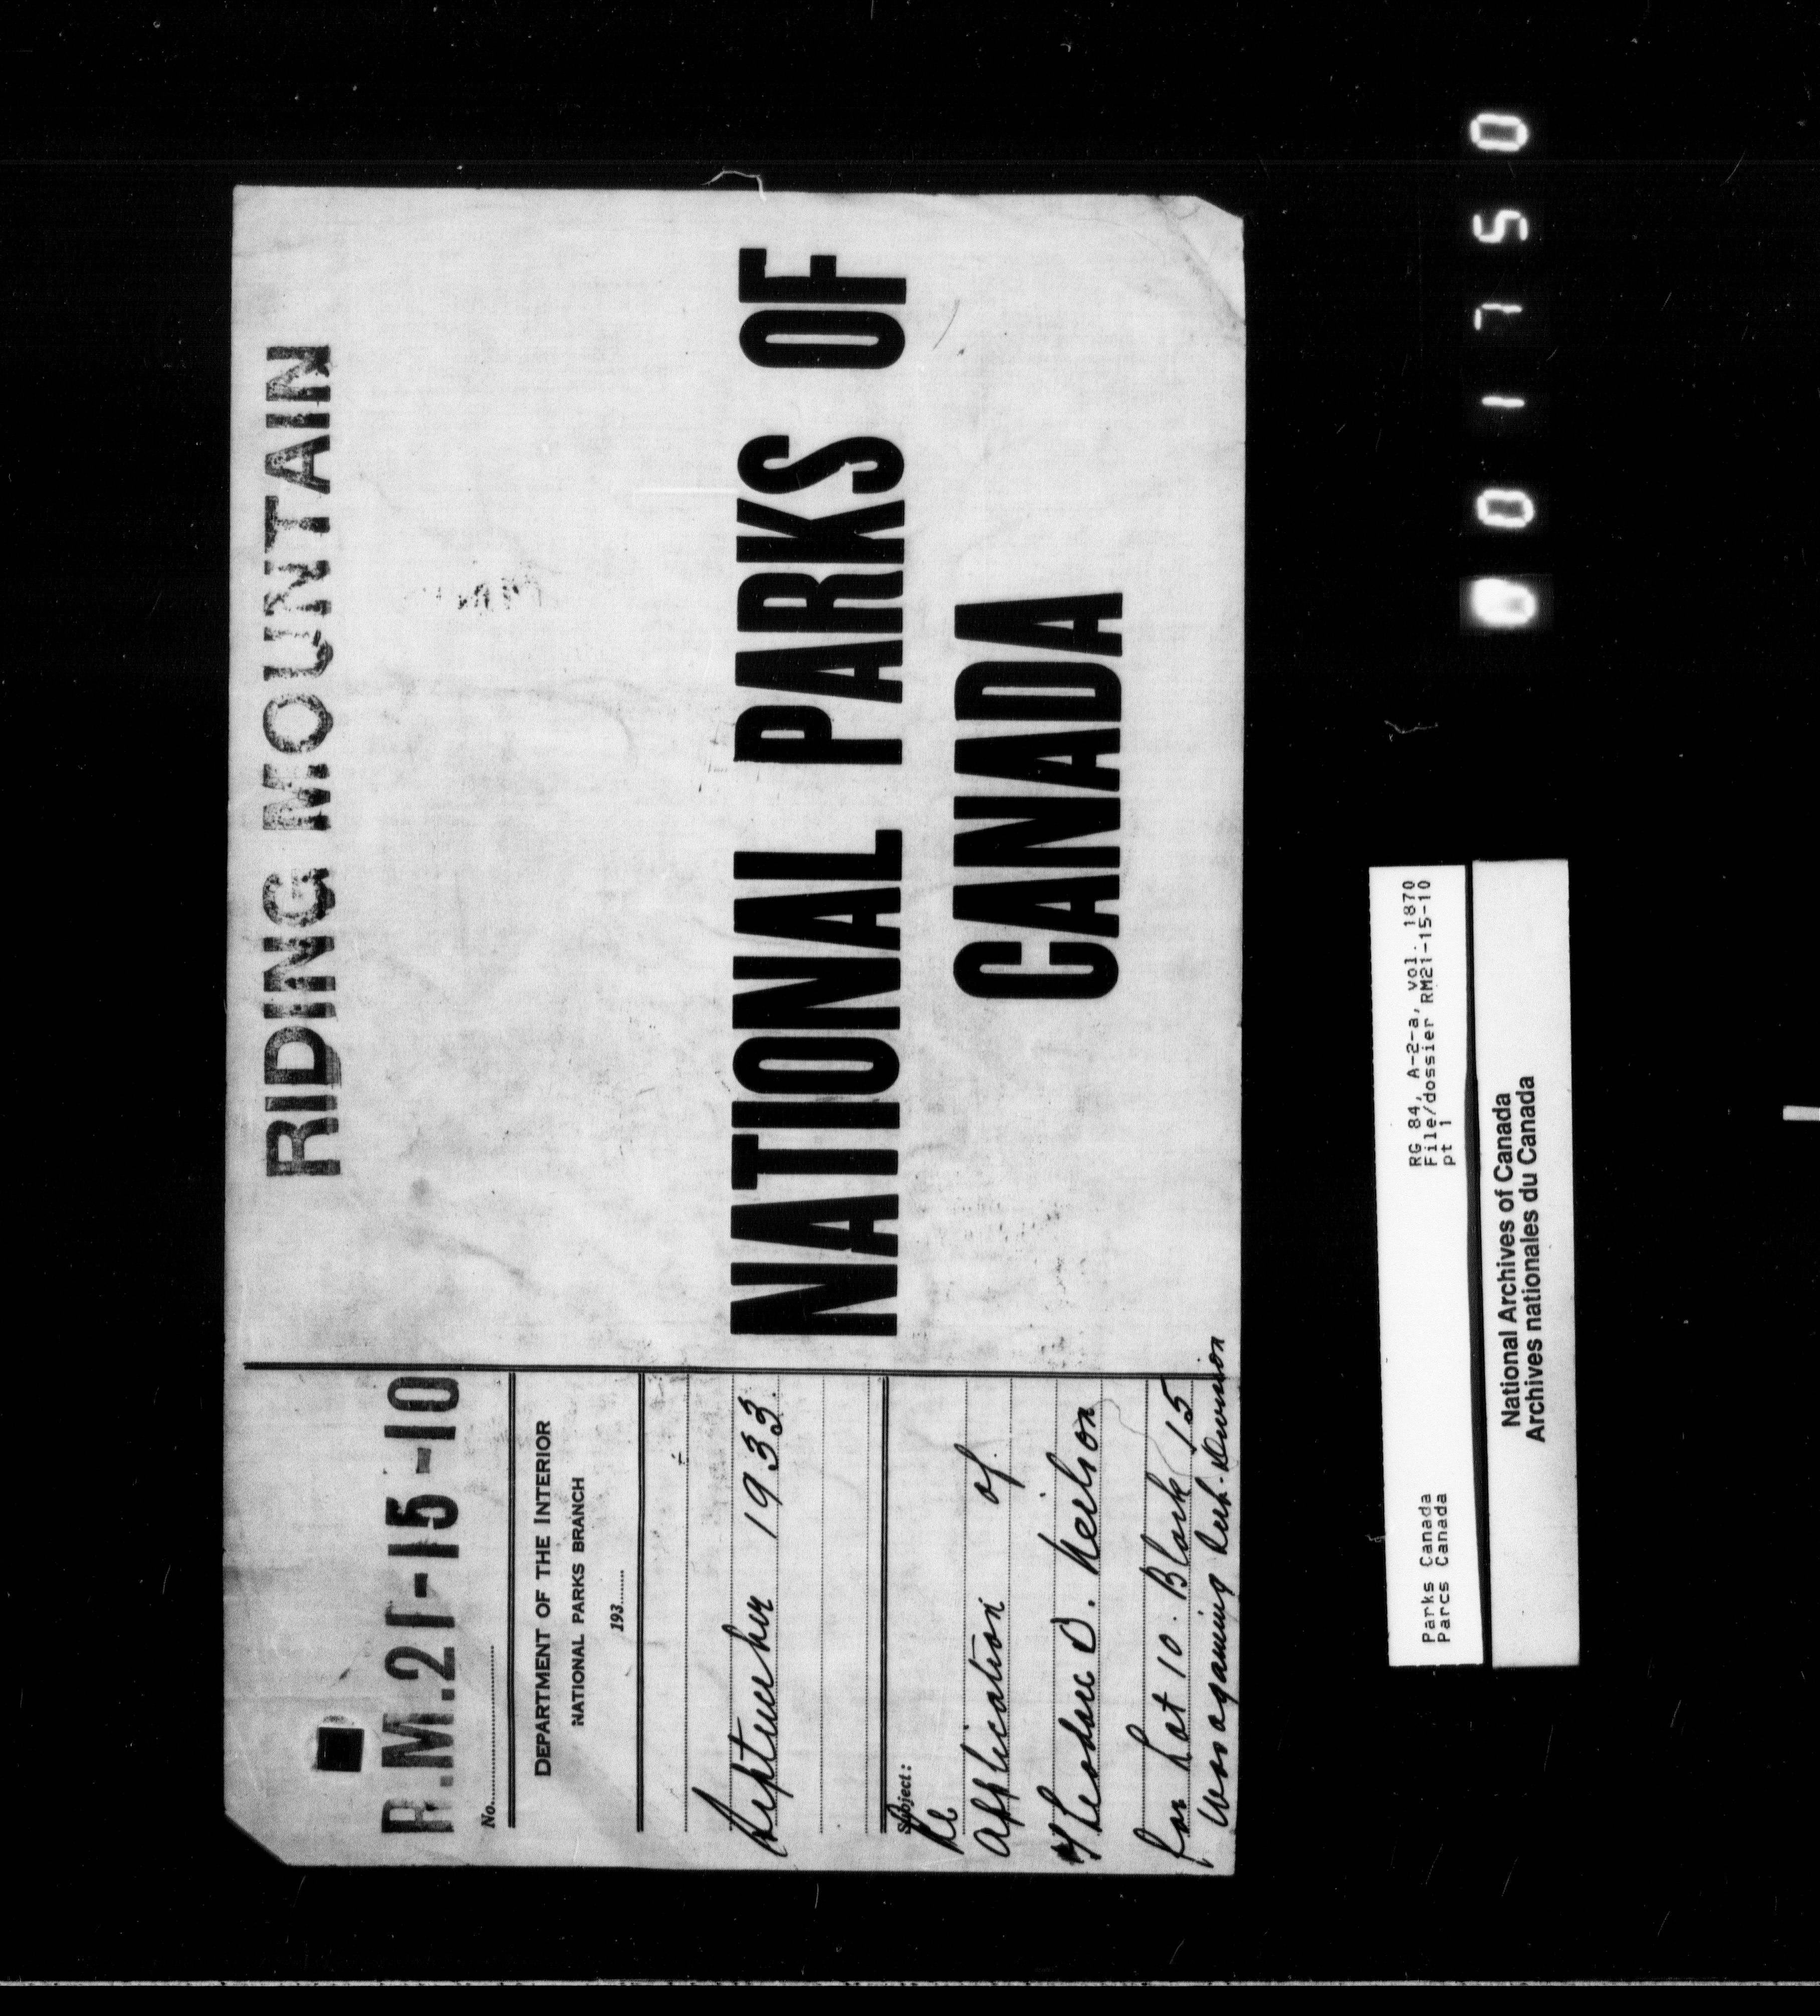 RIDING MOUNTAIN
R.M.21-15-10
No.
DEPARTMENT OF THE INTERIOR
NATIONAL PARKS BRANCH
193
September 1933
Subject:
Re
Application of
Theodore D. Neilson
for Lot 10. Block 15
Wasagaming Sub-Division
NATIONAL PARKS OF
CANADA
Parks Canada
Parcs Canada
RG 84, A-2-a, vol. 1870
File/dossier RM21-15-10
pt 1
National Archives of Canada
Archives nationales du Canada
001750